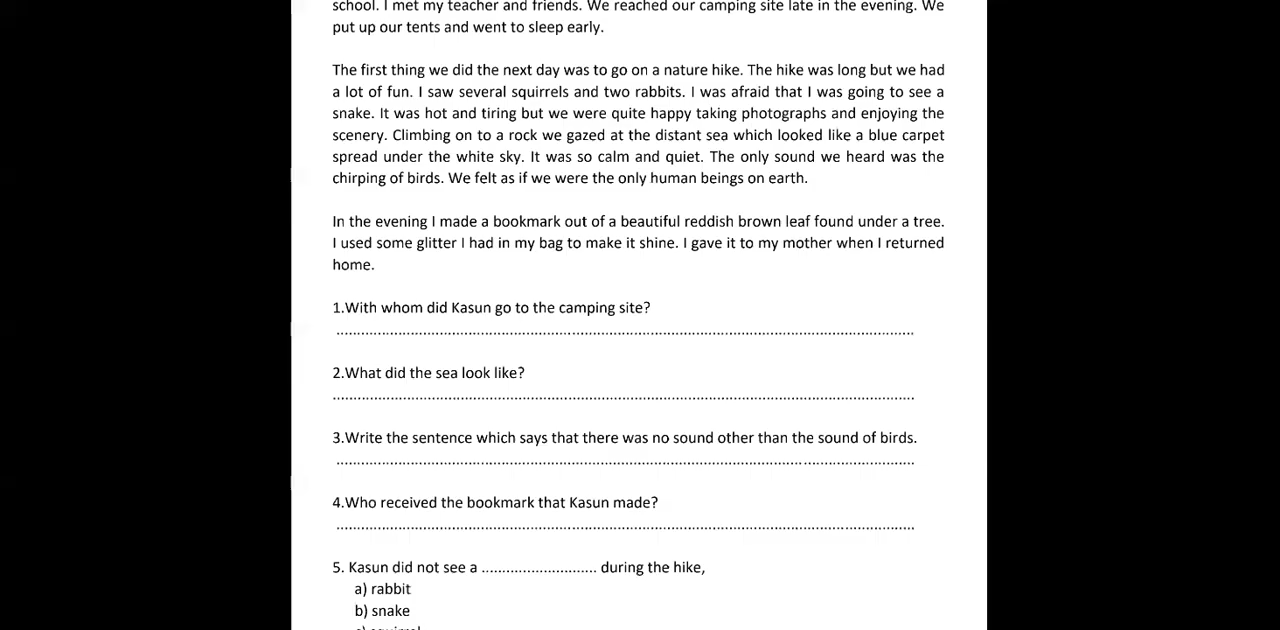 school. I met my teacher and friends. We reached our camping site late in the evening. We
put up our tents and went to sleep early.
The first thing we did the next day was to go on a nature hike. The hike was long but we had
a lot of fun. I saw several squirrels and two rabbits. I was afraid that I was going to see a
snake. It was hot and tiring but we were quite happy taking photographs and enjoying the
scenery. Climbing on to a rock we gazed at the distant sea which looked like a blue carpet
spread under the white sky. It was so calm and quiet. The only sound we heard was the
chirping of birds. We felt as if we were the only human beings on earth.
In the evening I made a bookmark out of a beautiful reddish brown leaf found under a tree.
I used some glitter I had in my bag to make it shine. I gave it to my mother when I returned
home.
1.With whom did Kasun go to the camping site?
2.What did the sea look like?
3.Write the sentence which says that there was no sound other than the sound of birds.
4.Who received the bookmark that Kasun made?
5. Kasun did not see a ............................ during the hike,
a) rabbit
b) snake